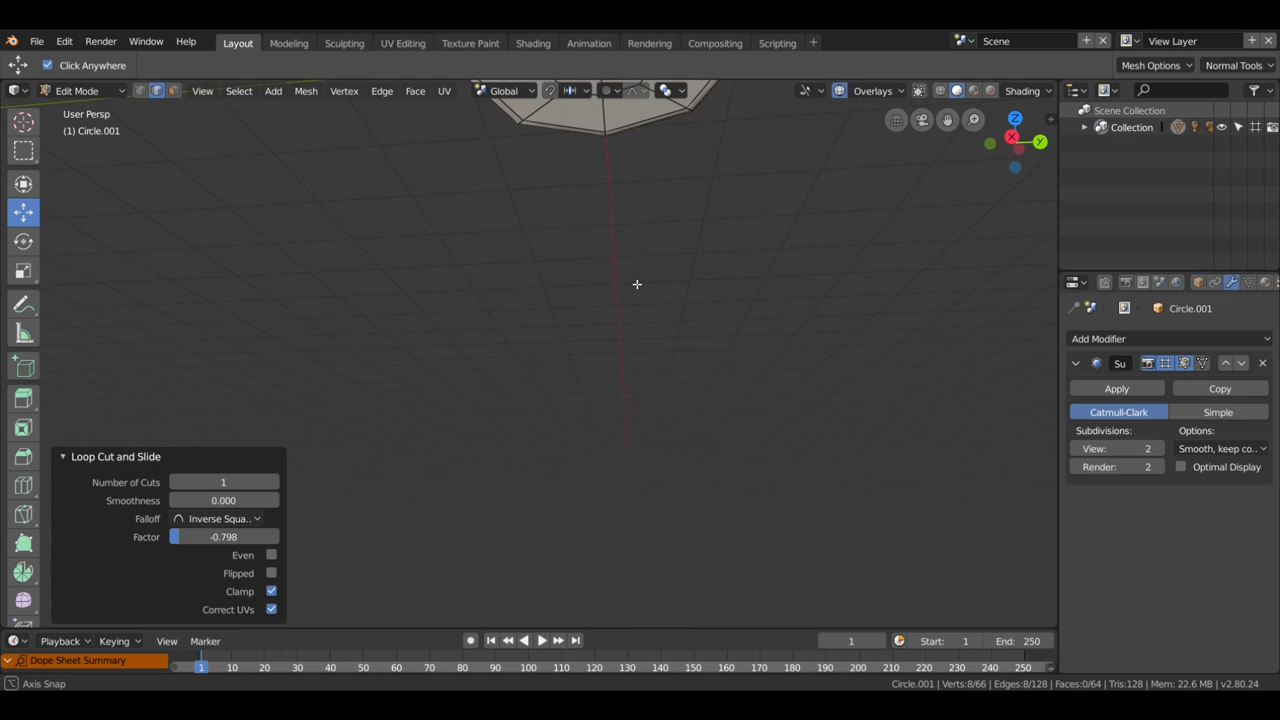 File Edit Render Window Help Layout Modeling Sculpting UV Editing Texture Paint Shading Animation Rendering Compositing Scripting Scene View Layer
Click Anywhere Mesh Options Normal Tools
Edit Mode View Select Add Mesh Vertex Edge Face UV Global Overlays Shading
User Persp
(1) Circle.001
Scene Collection
Collection
Z
X
Y
Circle.001
Add Modifier
Su
Apply Copy
Catmull-Clark Simple
Subdivisions: Options:
View: 2 Smooth, keep co..
Render: 2 Optimal Display
Loop Cut and Slide
Number of Cuts 1
Smoothness 0.000
Falloff Inverse Squa..
Factor -0.798
Even
Flipped
Clamp
Correct UVs
Playback Keying View Marker 1 Start: 1 End: 250
Dope Sheet Summary 1 10 20 30 40 50 60 70 80 90 100 110 120 130 140 150 160 170 180 190 200 210 220 230 240 250
Axis Snap Circle.001 | Verts:8/66 | Edges:8/128 | Faces:0/64 | Tris:128 | Mem: 22.6 MB | v2.80.24